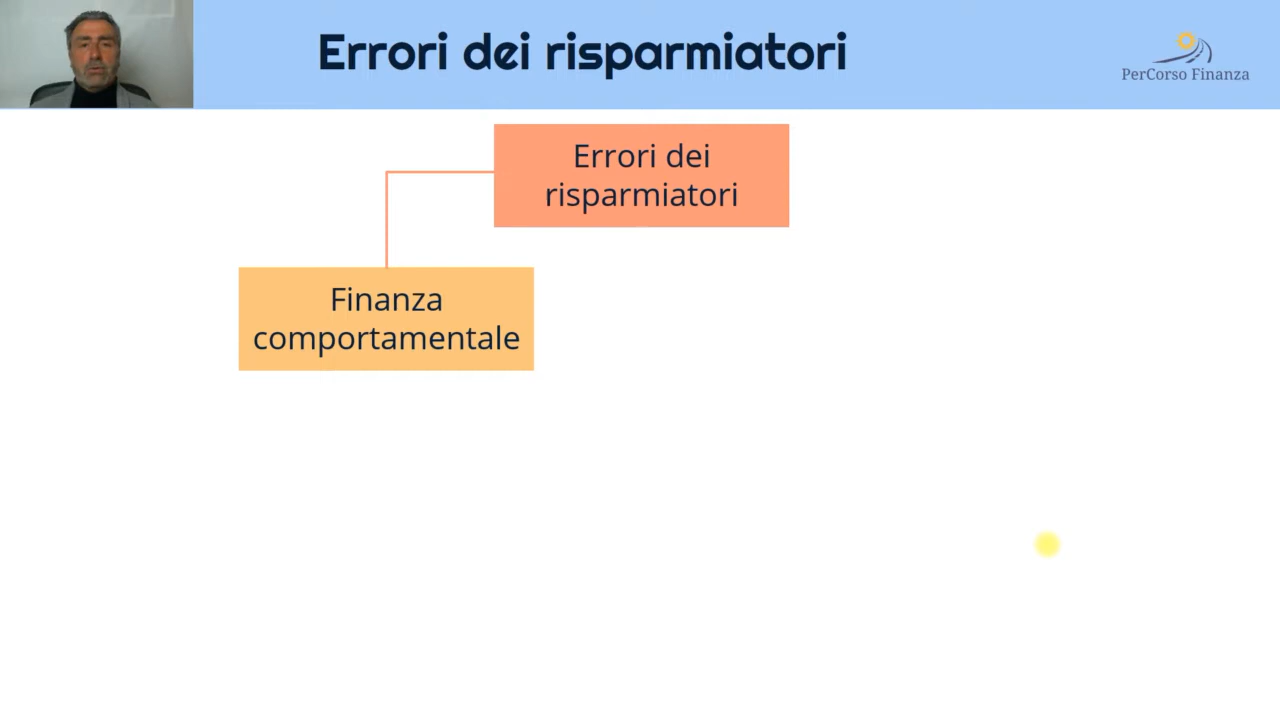 Errori dei risparmiatori
PerCorso Finanza
Errori dei
risparmiatori
Finanza
comportamentale